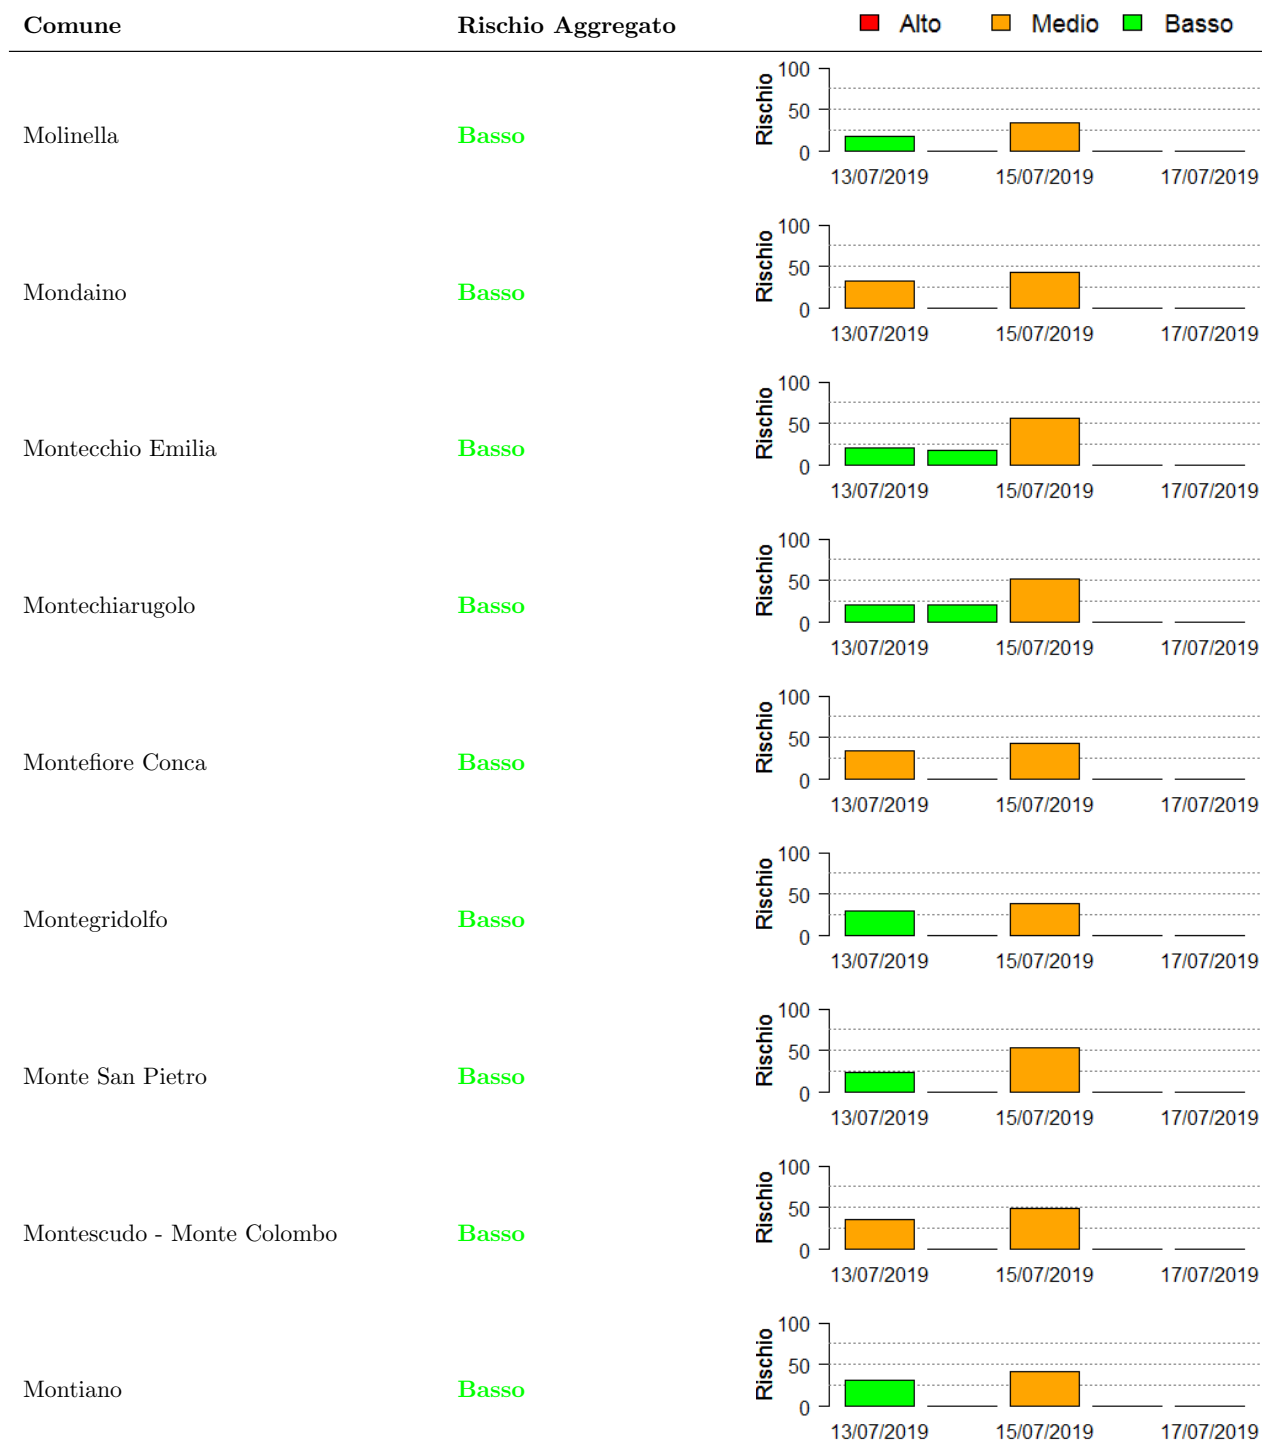 Comune Rischio Aggregato Alto Medio Basso
100
50
0
Rischio
Molinella Basso
13/07/2019 15/07/2019 17/07/2019
100
50
0
Rischio
Mondaino Basso
13/07/2019 15/07/2019 17/07/2019
100
50
0
Rischio
Montecchio Emilia Basso
13/07/2019 15/07/2019 17/07/2019
100
50
0
Rischio
Montechiarugolo Basso
13/07/2019 15/07/2019 17/07/2019
100
50
0
Rischio
Montefiore Conca Basso
13/07/2019 15/07/2019 17/07/2019
100
50
0
Rischio
Montegridolfo Basso
13/07/2019 15/07/2019 17/07/2019
100
50
0
Rischio
Monte San Pietro Basso
13/07/2019 15/07/2019 17/07/2019
100
50
0
Rischio
Montescudo - Monte Colombo Basso
13/07/2019 15/07/2019 17/07/2019
100
50
0
Rischio
Montiano Basso
13/07/2019 15/07/2019 17/07/2019